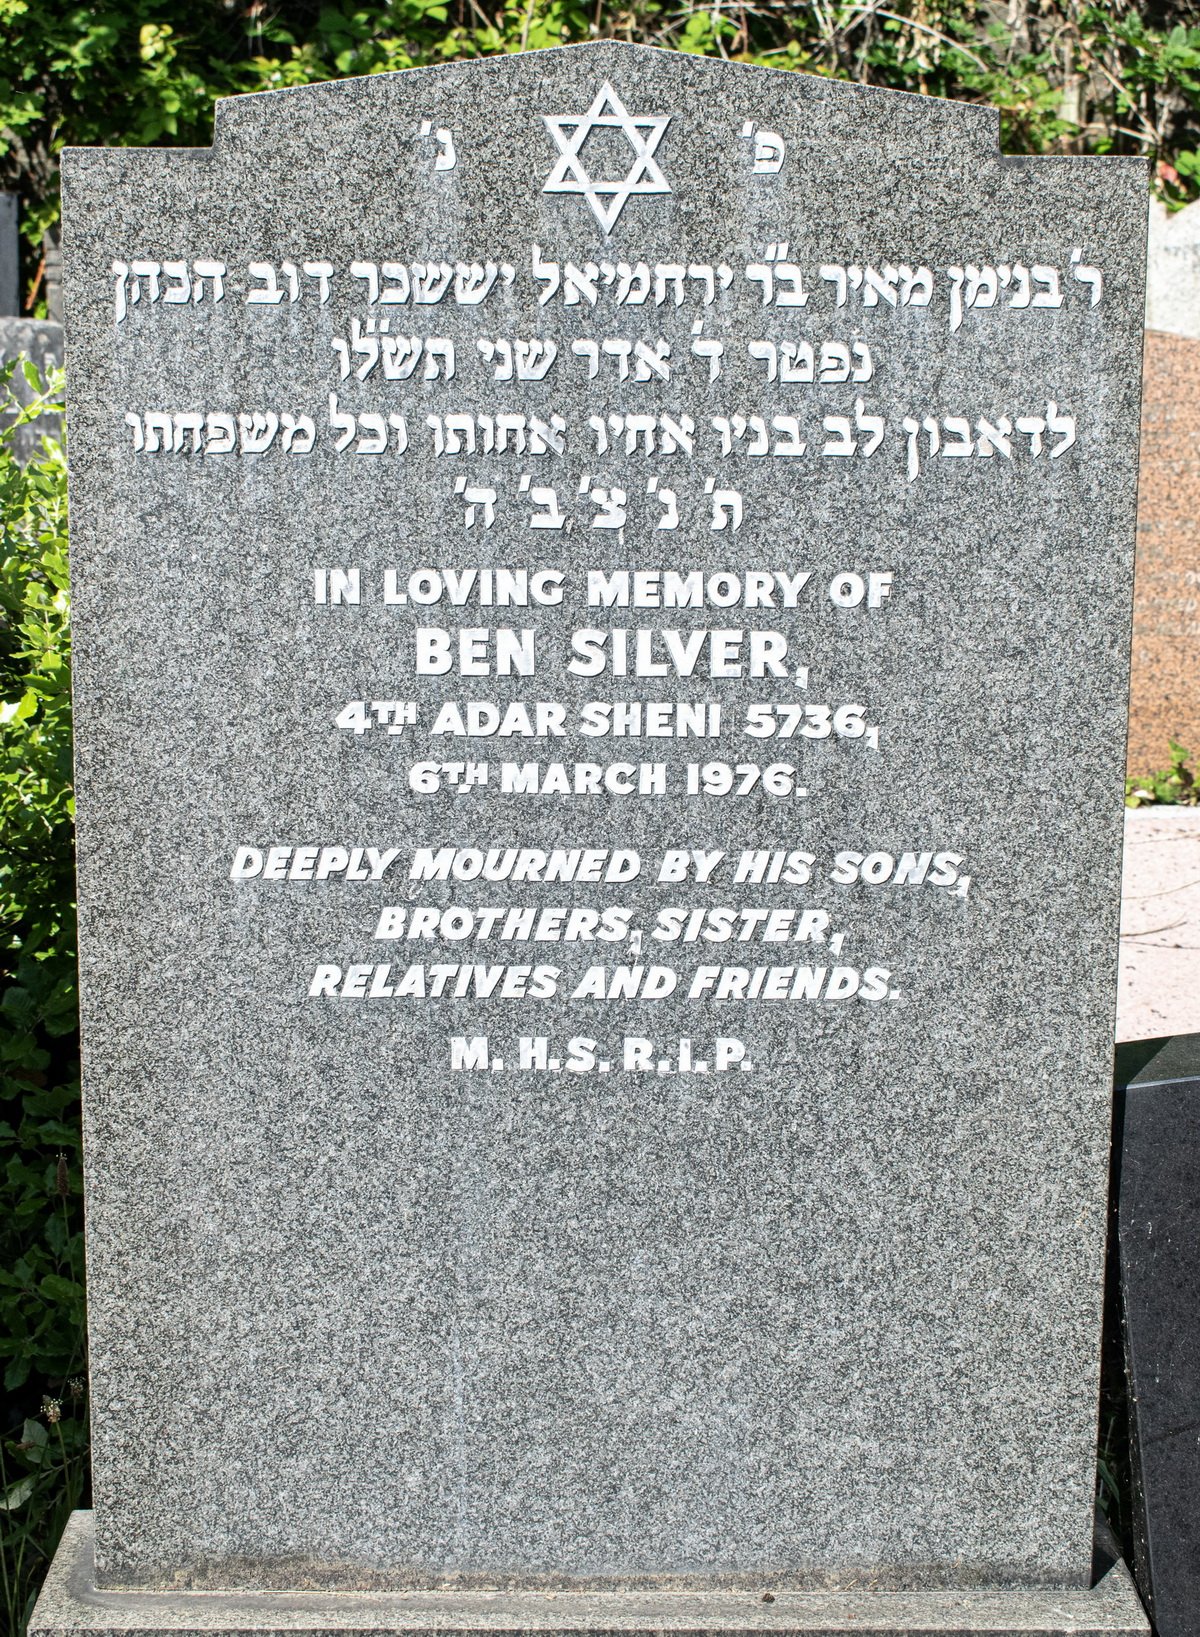 פ' נ'
ר' בנימן מאיר ב"ר ירחמיאל יששכר דוב הכהן
נפטר ד' אדר שני תשל"ו
לדאבון לב בניו אחיו אחותו וכל משפחתו
ת' נ' צ' ב' ה'
IN LOVING MEMORY OF
BEN SILVER,
4TH ADAR SHENI 5736,
6TH MARCH 1976.
DEEPLY MOURNED BY HIS SONS,
BROTHERS, SISTER,
RELATIVES AND FRIENDS.
M. H.S. R.I.P.